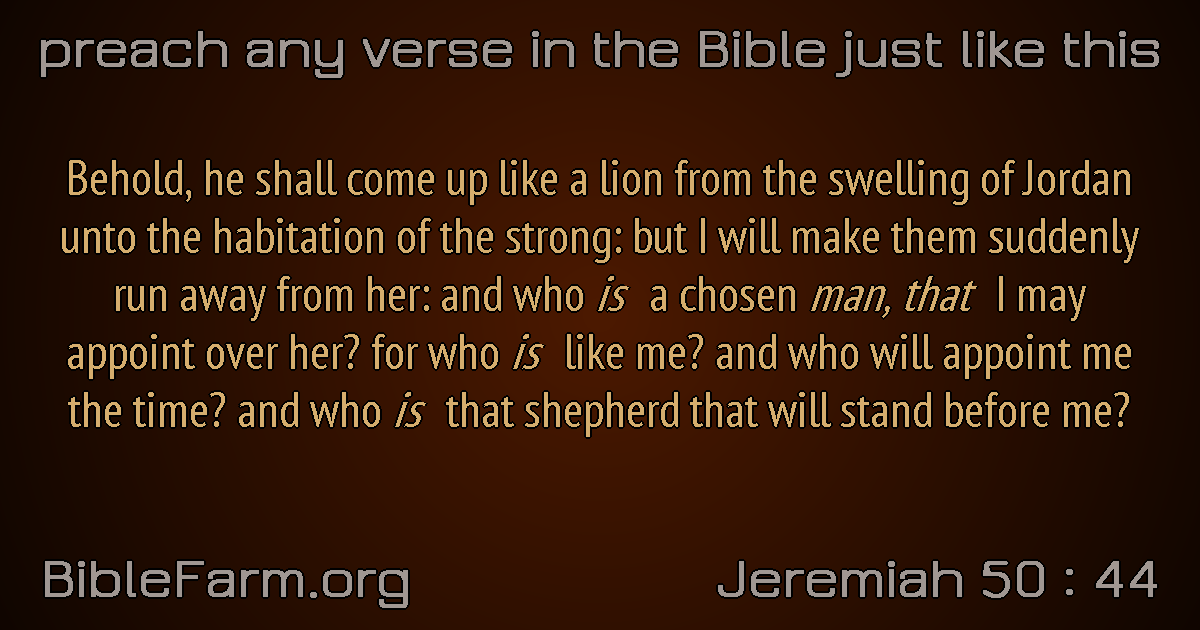 preach any verse in the Bible just like this
Behold, he shall come up like a lion from the swelling of Jordan
unto the habitation of the strong: but I will make them suddenly
run away from her: and who is a chosen man, that I may
appoint over her? for who is like me? and who will appoint me
the time? and who is that shepherd that will stand before me?
BibleFarm.org
Jeremiah 50 : 44